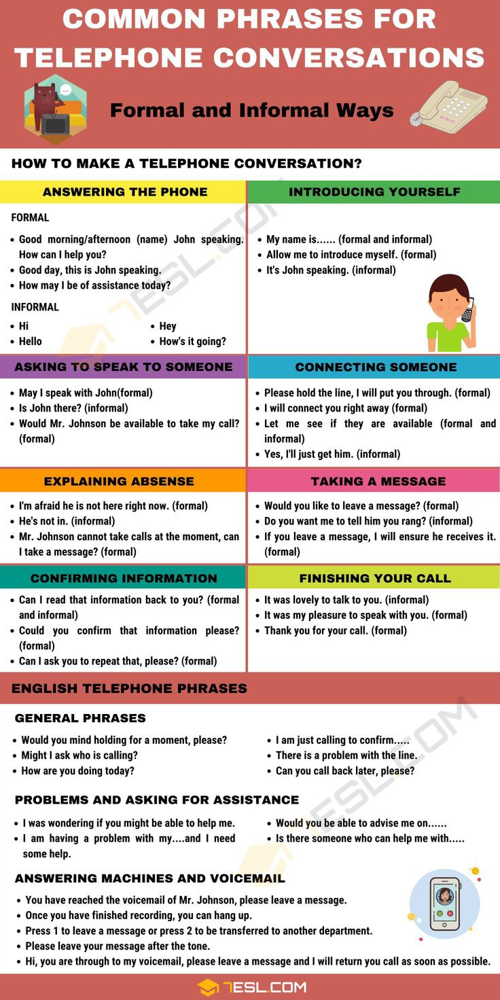 COMMON PHRASES FOR
TELEPHONE CONVERSATIONS
Formal and Informal Ways
HOW TO MAKE A TELEPHONE CONVERSATION?
ANSWERING THE PHONE
FORMAL
• Good morning/afternoon (name) John speaking.
How can I help you?
• Good day, this is John speaking.
• How may I be of assistance today?
INFORMAL
• Hi
• Hello
• Hey
• How's it going?
INTRODUCING YOURSELF
• My name is...... (formal and informal)
• Allow me to introduce myself. (formal)
• It's John speaking. (informal)
7ESL.COM
ASKING TO SPEAK TO SOMEONE
• May I speak with John(formal)
• Is John there? (informal)
• Would Mr. Johnson be available to take my call?
(formal)
CONNECTING SOMEONE
• Please hold the line, I will put you through. (formal)
• I will connect you right away (formal)
• Let me see if they are available (formal and
informal)
• Yes, I'll just get him. (informal)
EXPLAINING ABSENSE
• I'm afraid he is not here right now. (formal)
• He's not in. (informal)
• Mr. Johnson cannot take calls at the moment, can
I take a message? (formal)
TAKING A MESSAGE
• Would you like to leave a message? (formal)
• Do you want me to tell him you rang? (informal)
• If you leave a message, I will ensure he receives it.
(formal)
CONFIRMING INFORMATION
• Can I read that information back to you? (formal
and informal)
• Could you confirm that information please?
(formal)
• Can I ask you to repeat that, please? (formal)
FINISHING YOUR CALL
• It was lovely to talk to you. (informal)
• It was my pleasure to speak with you. (formal)
• Thank you for your call. (formal)
ENGLISH TELEPHONE PHRASES
GENERAL PHRASES
• Would you mind holding for a moment, please?
• Might I ask who is calling?
• How are you doing today?
• I am just calling to confirm.....
• There is a problem with the line.
• Can you call back later, please?
PROBLEMS AND ASKING FOR ASSISTANCE
• I was wondering if you might be able to help me.
• I am having a problem with my....and I need
some help.
• Would you be able to advise me on......
• Is there someone who can help me with.....
7ESL.COM
ANSWERING MACHINES AND VOICEMAIL
• You have reached the voicemail of Mr. Johnson, please leave a message.
• Once you have finished recording, you can hang up.
• Press 1 to leave a message or press 2 to be transferred to another department.
• Please leave your message after the tone.
• Hi, you are through to my voicemail, please leave a message and I will return you call as soon as possible.
7ESL.COM